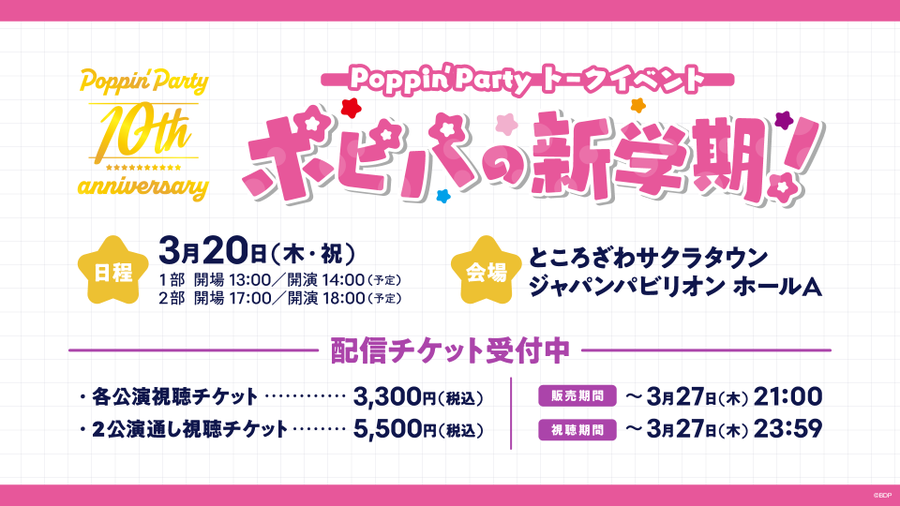 Poppin'Party
10th
anniversary
Poppin'Party トークイベント
ポピパの新学期!
日程
3月20日(木・祝)
1部 開場 13:00/開演 14:00(予定)
2部 開場 17:00/開演 18:00(予定)
会場
ところざわサクラタウン
ジャパンパビリオン ホールA
配信チケット受付中
・各公演視聴チケット ………… 3,300円(税込)
・2公演通し視聴チケット ……… 5,500円(税込)
販売期間 ~3月27日(木) 21:00
視聴期間 ~3月27日(木) 23:59
©BDP